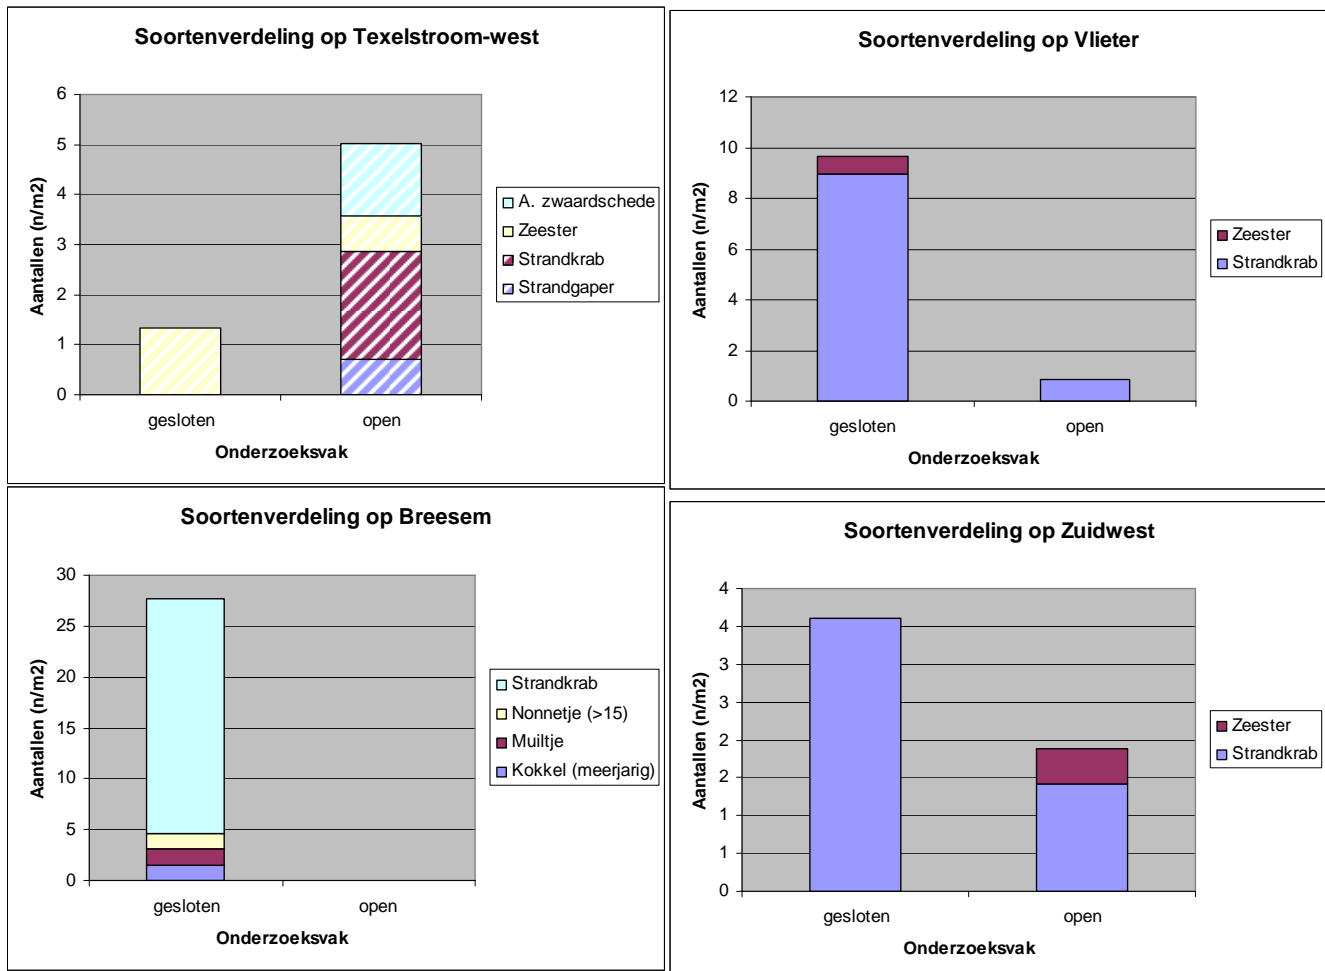 Soortenverdeling op Texelstroom-west
Aantallen (n/m2)
6
5
4
3
2
1
0
gesloten open
Onderzoeksvak
A. zwaardschede
Zeester
Strandkrab
Strandgaper
Soortenverdeling op Vlieter
Aantallen (n/m2)
12
10
8
6
4
2
0
gesloten open
Onderzoeksvak
Zeester
Strandkrab
Soortenverdeling op Breesem
Aantallen (n/m2)
30
25
20
15
10
5
0
gesloten open
Onderzoeksvak
Strandkrab
Nonnetje (>15)
Muiltje
Kokkel (meerjarig)
Soortenverdeling op Zuidwest
Aantallen (n/m2)
4
4
3
3
2
2
1
1
0
gesloten open
Onderzoeksvak
Zeester
Strandkrab